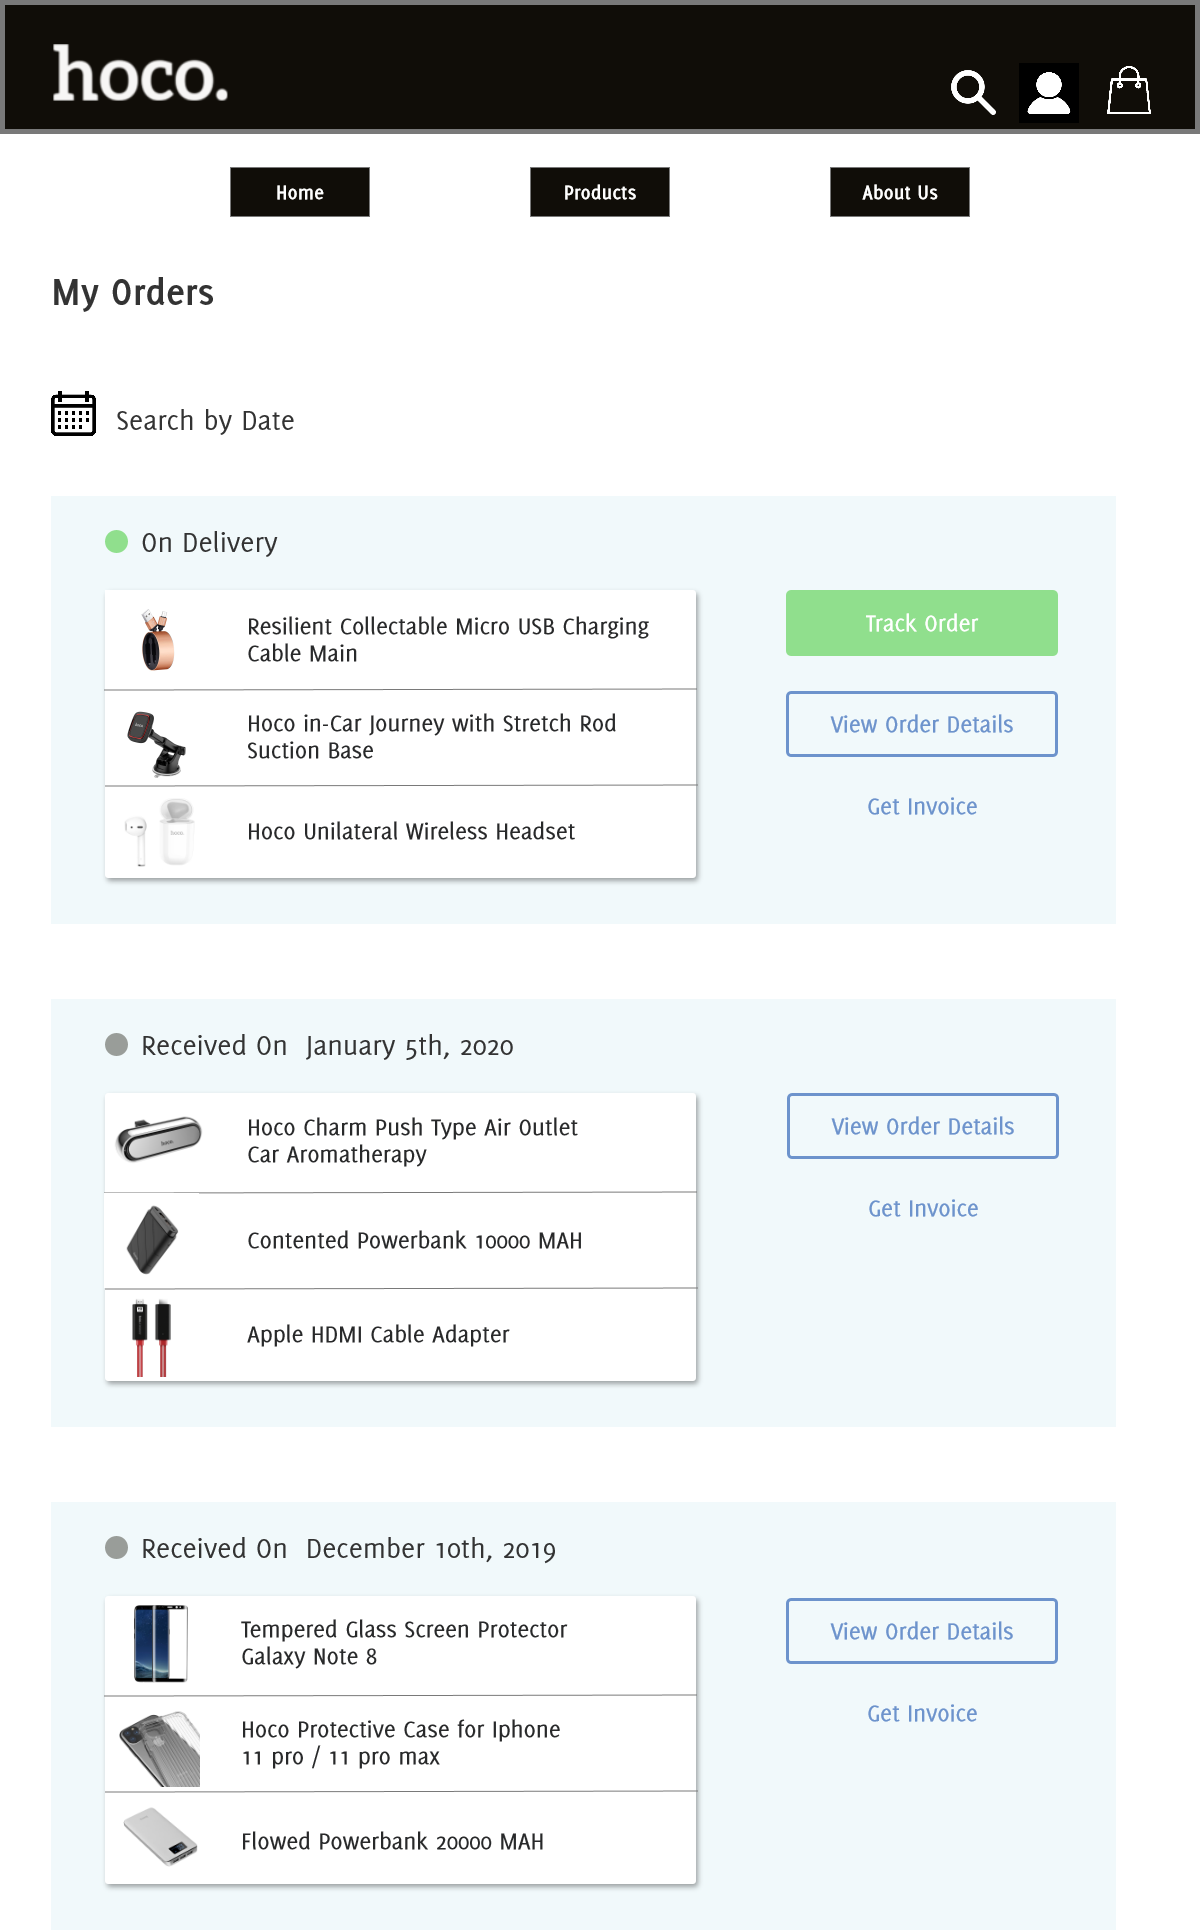 hoco.
Home
Products
About Us
My Orders
Search by Date
On Delivery
Resilient Collectable Micro USB Charging
Cable Main
Track Order
Hoco in-Car Journey with Stretch Rod
Suction Base
View Order Details
hoco.
Hoco Unilateral Wireless Headset
Get Invoice
Received On January 5th, 2020
hoco.
Hoco Charm Push Type Air Outlet
Car Aromatherapy
View Order Details
Contented Powerbank 10000 MAH
Get Invoice
Apple HDMI Cable Adapter
Received On December 10th, 2019
Tempered Glass Screen Protector
Galaxy Note 8
View Order Details
Hoco Protective Case for Iphone
11 pro / 11 pro max
Get Invoice
Flowed Powerbank 20000 MAH